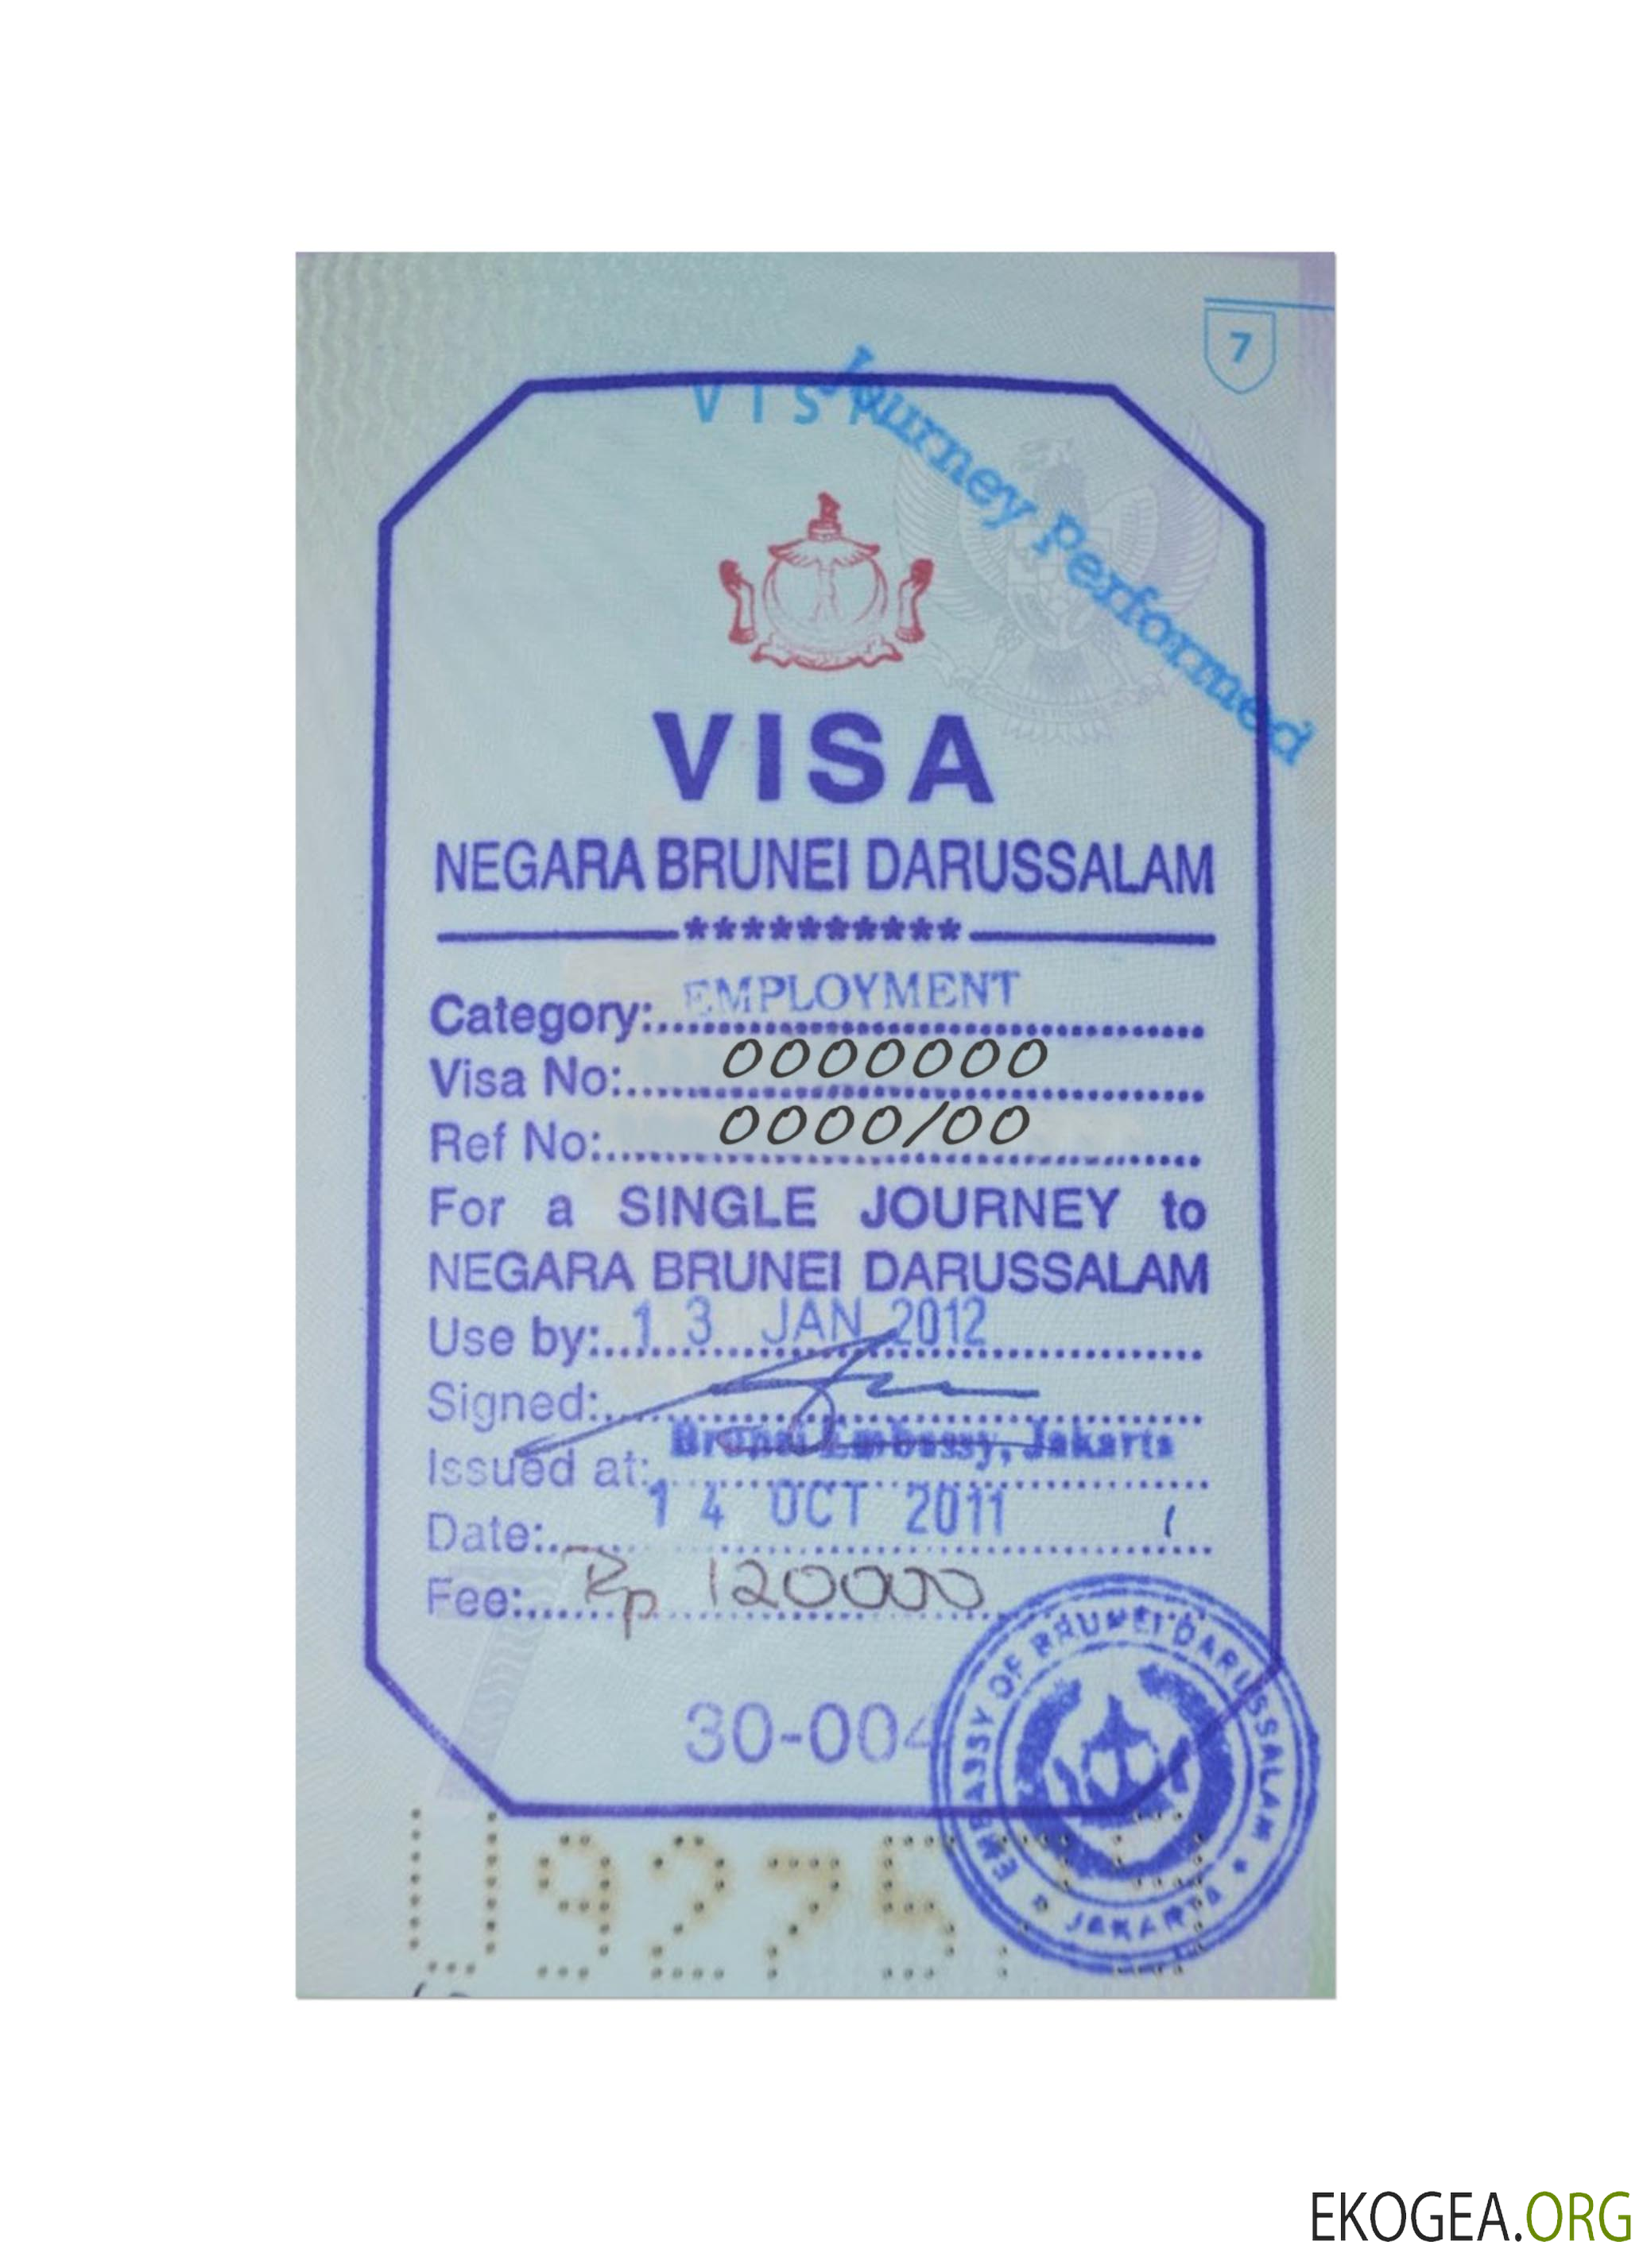 7
VISA
Journey Performed
VISA
NEGARA BRUNEI DARUSSALAM
**********
Category: EMPLOYMENT
Visa No: 0000000
Ref No: 0000/00
For a SINGLE JOURNEY to
NEGARA BRUNEI DARUSSALAM
Use by: 13 JAN 2012
Signed:
Issued at: Brunei Embassy, Jakarta
Date: 14 OCT 2011
Fee: Rp 120000
30-004
EMBASSY OF BRUNEI DARUSSALAM
JAKARTA
U9275
EKOGEA.ORG